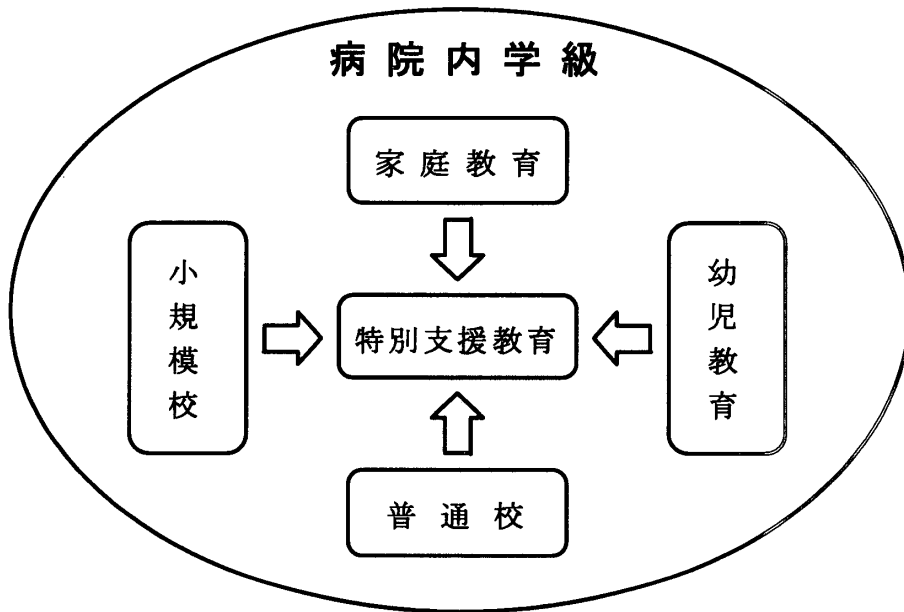 病院内学級
家庭教育
小規模校
特別支援教育
幼児教育
普通校